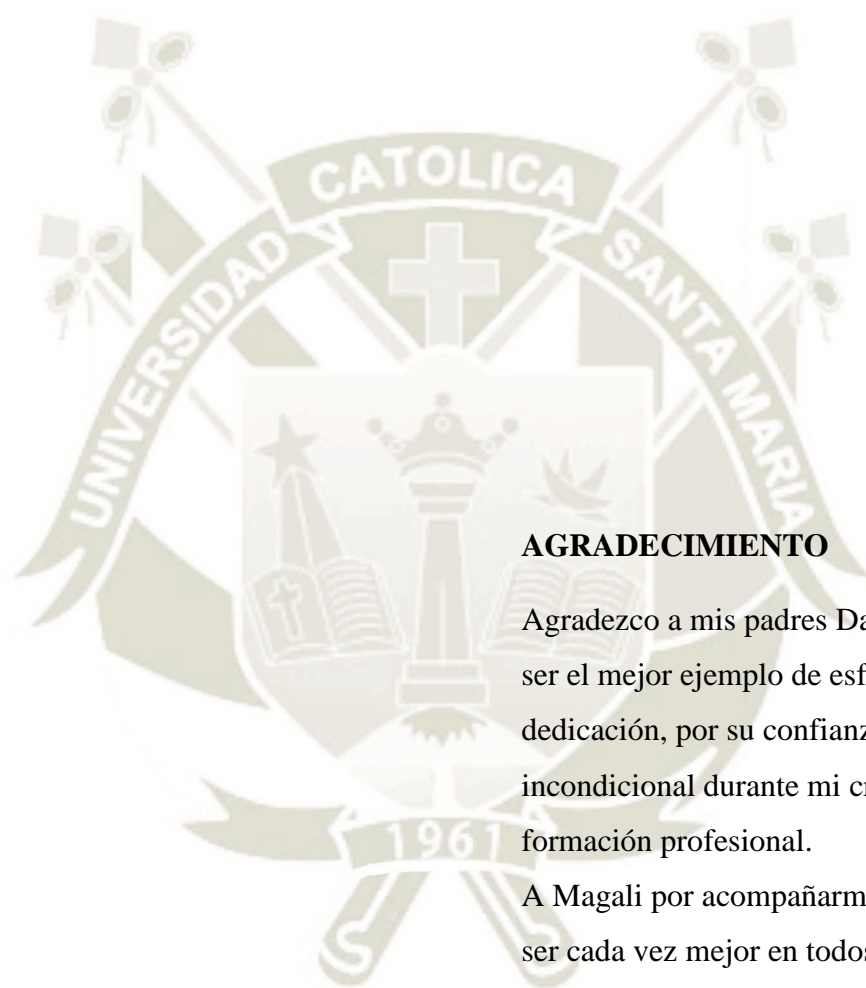 UNIVERSIDAD CATOLICA SANTA MARIA
1961
AGRADECIMIENTO
Agradezco a mis padres
ser el mejor ejemplo de
dedicación, por su
incondicional durante mi
formación profesional.
A Magali por
ser cada vez mejor en